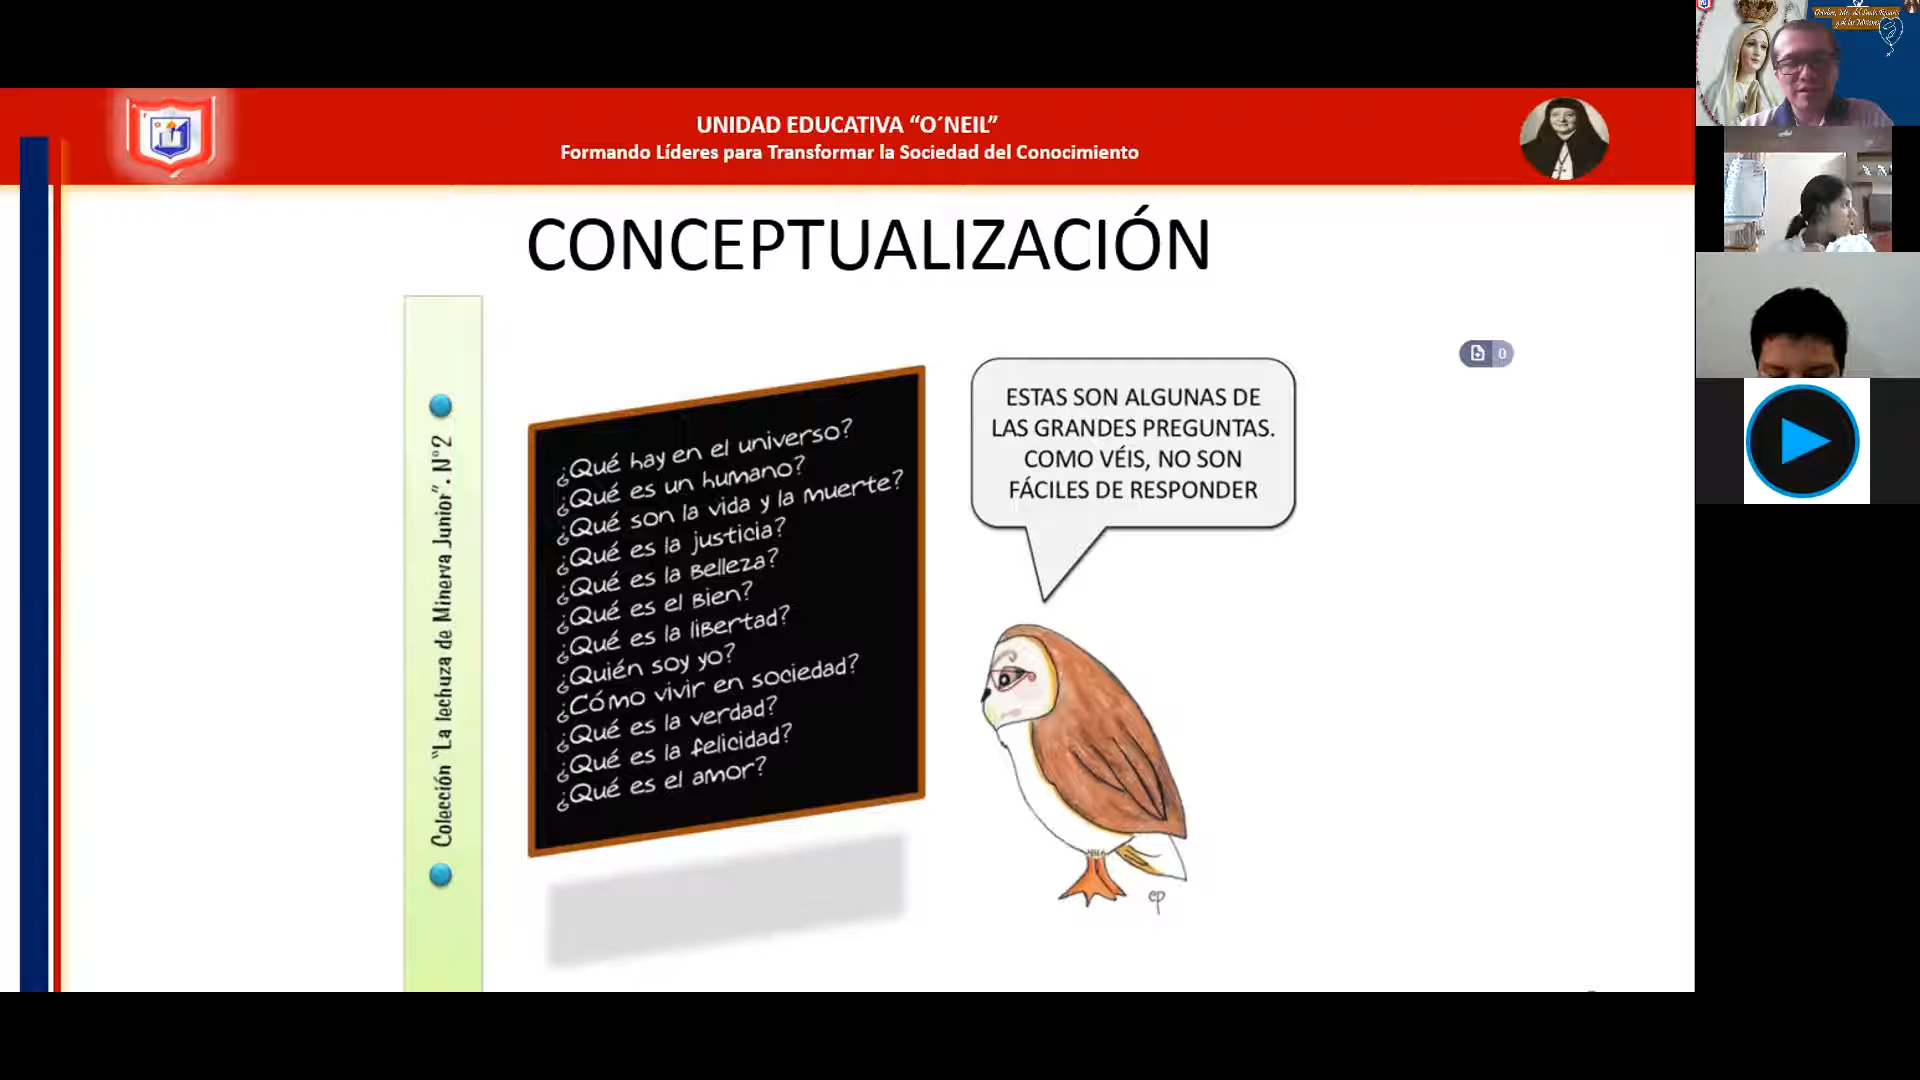 UNIDAD EDUCATIVA “O´NEIL”
Formando Líderes para Transformar la Sociedad del Conocimiento
CONCEPTUALIZACIÓN
Colección “La lechuza de Minerva Junior”. Nº2
¿Qué hay en el universo?
¿Qué es un humano?
¿Qué son la vida y la muerte?
¿Qué es la justicia?
¿Qué es la Belleza?
¿Qué es el Bien?
¿Qué es la libertad?
¿Quién soy yo?
¿Cómo vivir en sociedad?
¿Qué es la verdad?
¿Qué es la felicidad?
¿Qué es el amor?
ESTAS SON ALGUNAS DE
LAS GRANDES PREGUNTAS.
COMO VÉIS, NO SON
FÁCILES DE RESPONDER
0
cp